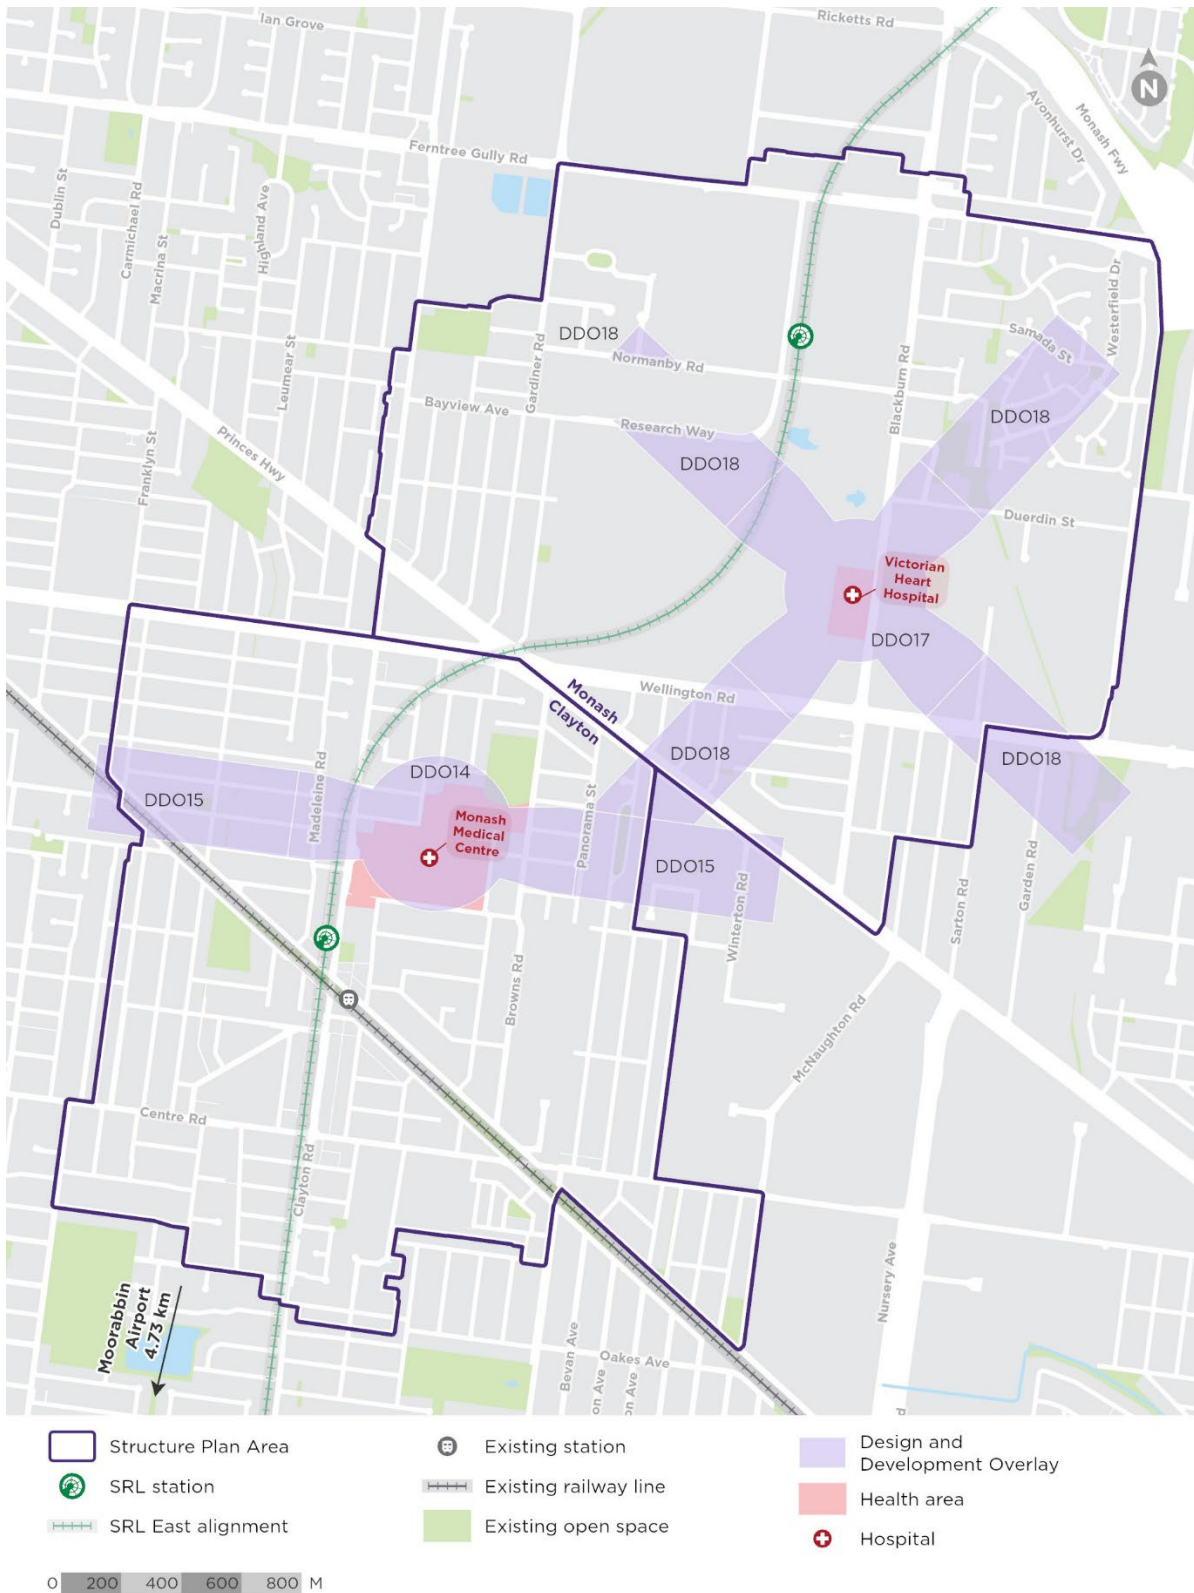 Ian Grove
Ricketts Rd
N
Avonhurst Dr
Monash Fwy
Ferntree Gully Rd
Dublin St
Carmichael Rd
Macrina St
Highland Ave
Westerfield Dr
Samada St
DDO18
Normanby Rd
Gardiner Rd
Leumear St
Blackburn Rd
Bayview Ave
Research Way
DDO18
DDO18
Princes Hwy
Franklyn St
Duerdin St
Victorian
Heart
Hospital
DDO17
Wellington Rd
Monash
Clayton
DDO18
DDO18
DDO14
Madeleine Rd
DDO15
Monash
Medical
Centre
Panorama St
DDO15
Winterton Rd
Sarton Rd
Garden Rd
Browns Rd
McNaughton Rd
Centre Rd
Clayton Rd
Nursery Ave
Moorabbin
Airport
4.73 km
Bevan Ave
Oakes Ave
on Ave
on Ave
d
Structure Plan Area
Existing station
Design and
Development Overlay
SRL station
Existing railway line
Health area
SRL East alignment
Existing open space
Hospital
0 200 400 600 800 M